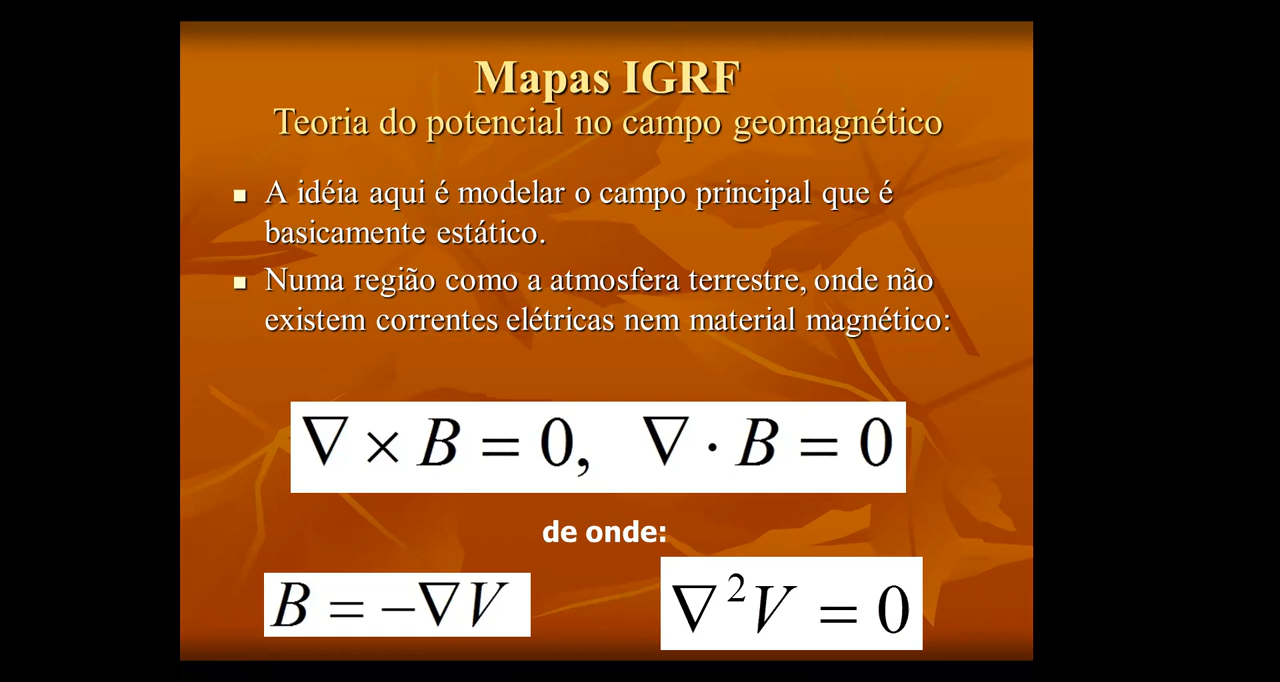 Mapas IGRF
Teoria do potencial no campo geomagnético
A idéia aqui é modelar o campo principal que é
basicamente estático.
Numa região como a atmosfera terrestre, onde não
existem correntes elétricas nem material magnético:
∇ × B = 0, ∇ · B = 0
de onde:
B = −∇V
∇²V = 0